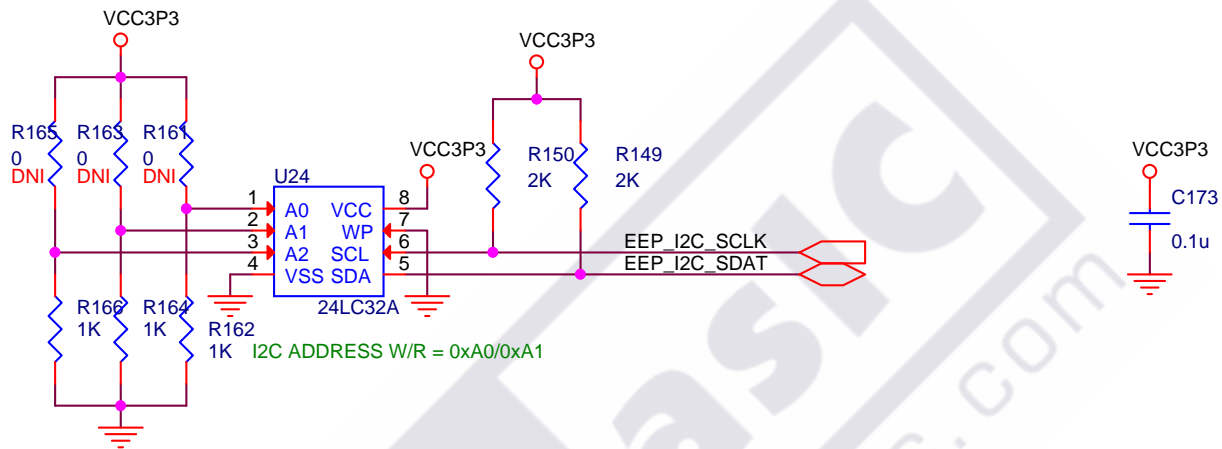 VCC3P3
VCC3P3
VCC3P3
VCC3P3
R165
0
DNI
R163
0
DNI
R161
0
DNI
R150
2K
R149
2K
C173
0.1u
U24
1
2
3
4
A0
A1
A2
VSS
VCC
WP
SCL
SDA
8
7
6
5
24LC32A
EEP_I2C_SCLK
EEP_I2C_SDAT
R166
1K
R164
1K
R162
1K
I2C ADDRESS W/R = 0xA0/0xA1
asic
c.com